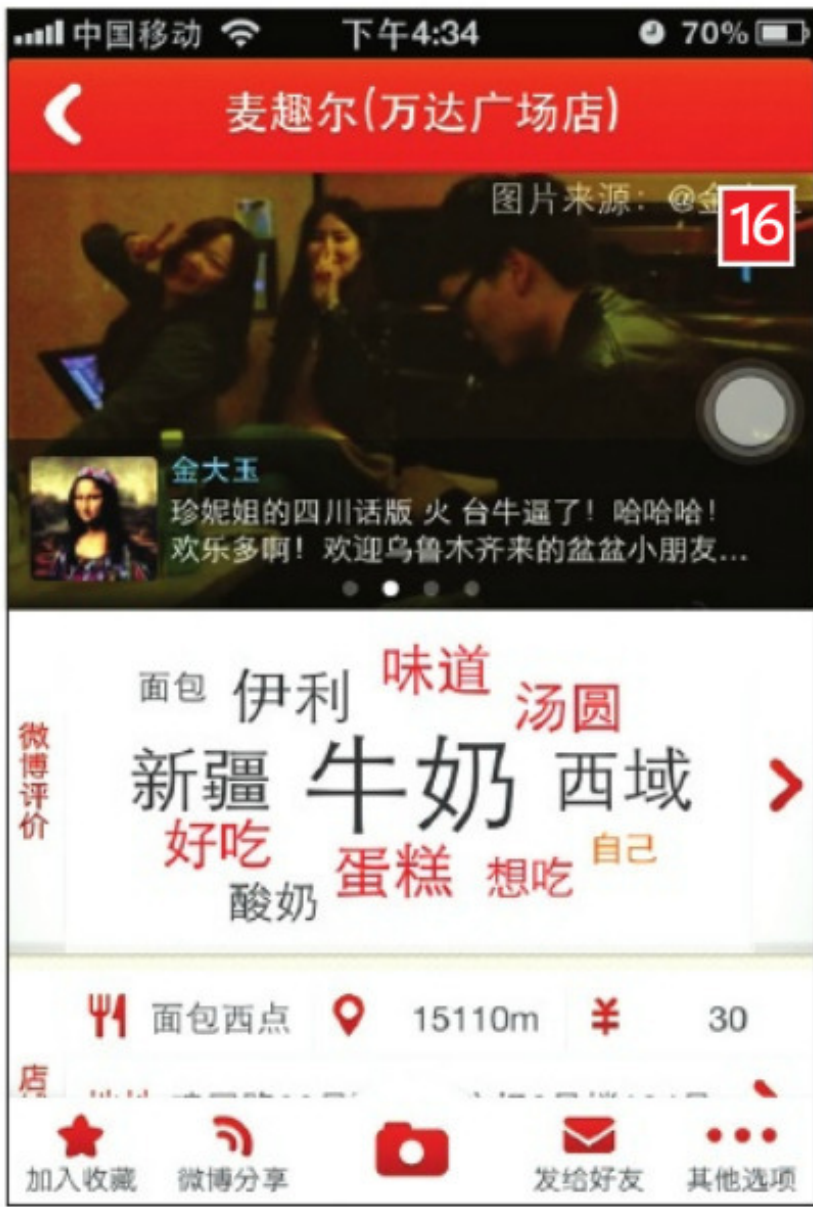 中国移动 下午4:34 70%
麦趣尔(万达广场店)
图片来源：@金
16
金大玉
珍妮姐的四川话版 火 台牛逼了！哈哈哈！
欢乐多啊！欢迎乌鲁木齐来的盆盆小朋友...
微博评价
面包 伊利 味道 汤圆
新疆 牛奶 西域
好吃 蛋糕 想吃 自己
酸奶
面包西点 15110m ¥ 30
店
加入收藏 微博分享 发给好友 其他选项